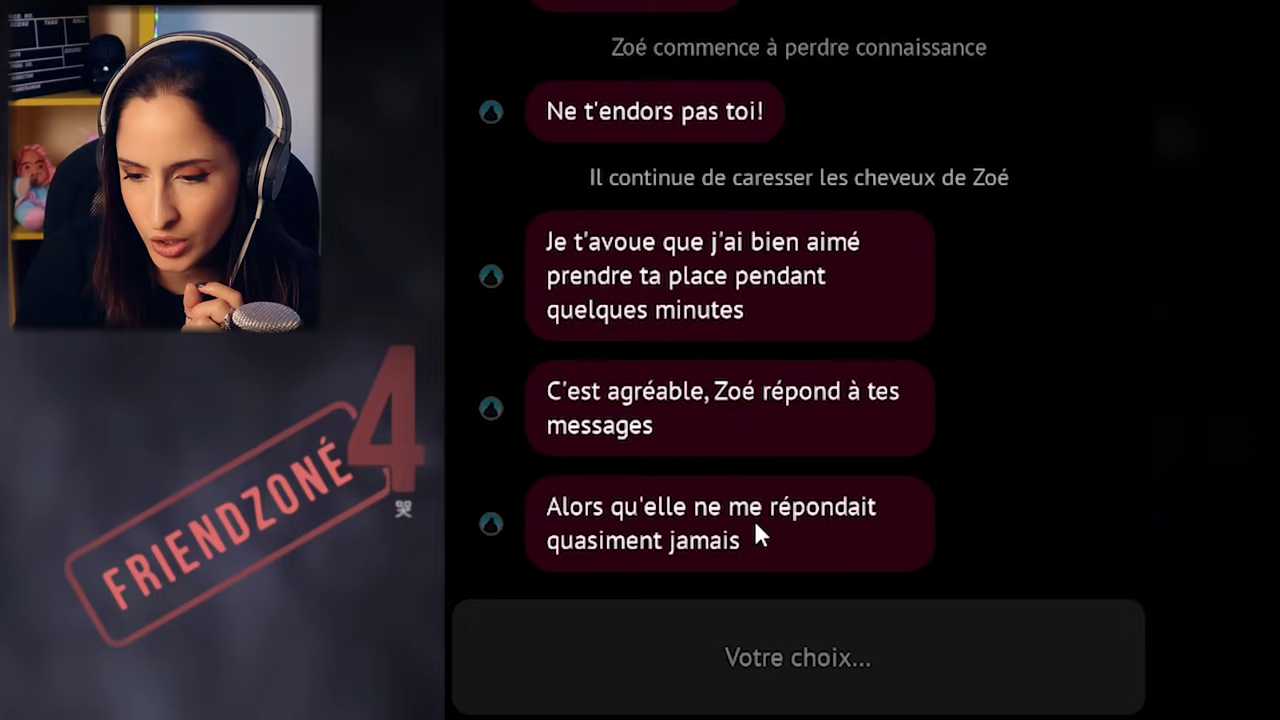 Zoé commence à perdre connaissance
Ne t'endors pas toi!
Il continue de caresser les cheveux de Zoé
Je t'avoue que j'ai bien aimé
prendre ta place pendant
quelques minutes
C'est agréable, Zoé répond à tes
messages
Alors qu'elle ne me répondait
quasiment jamais
Votre choix...
FRIENDZONÉ
4
哭